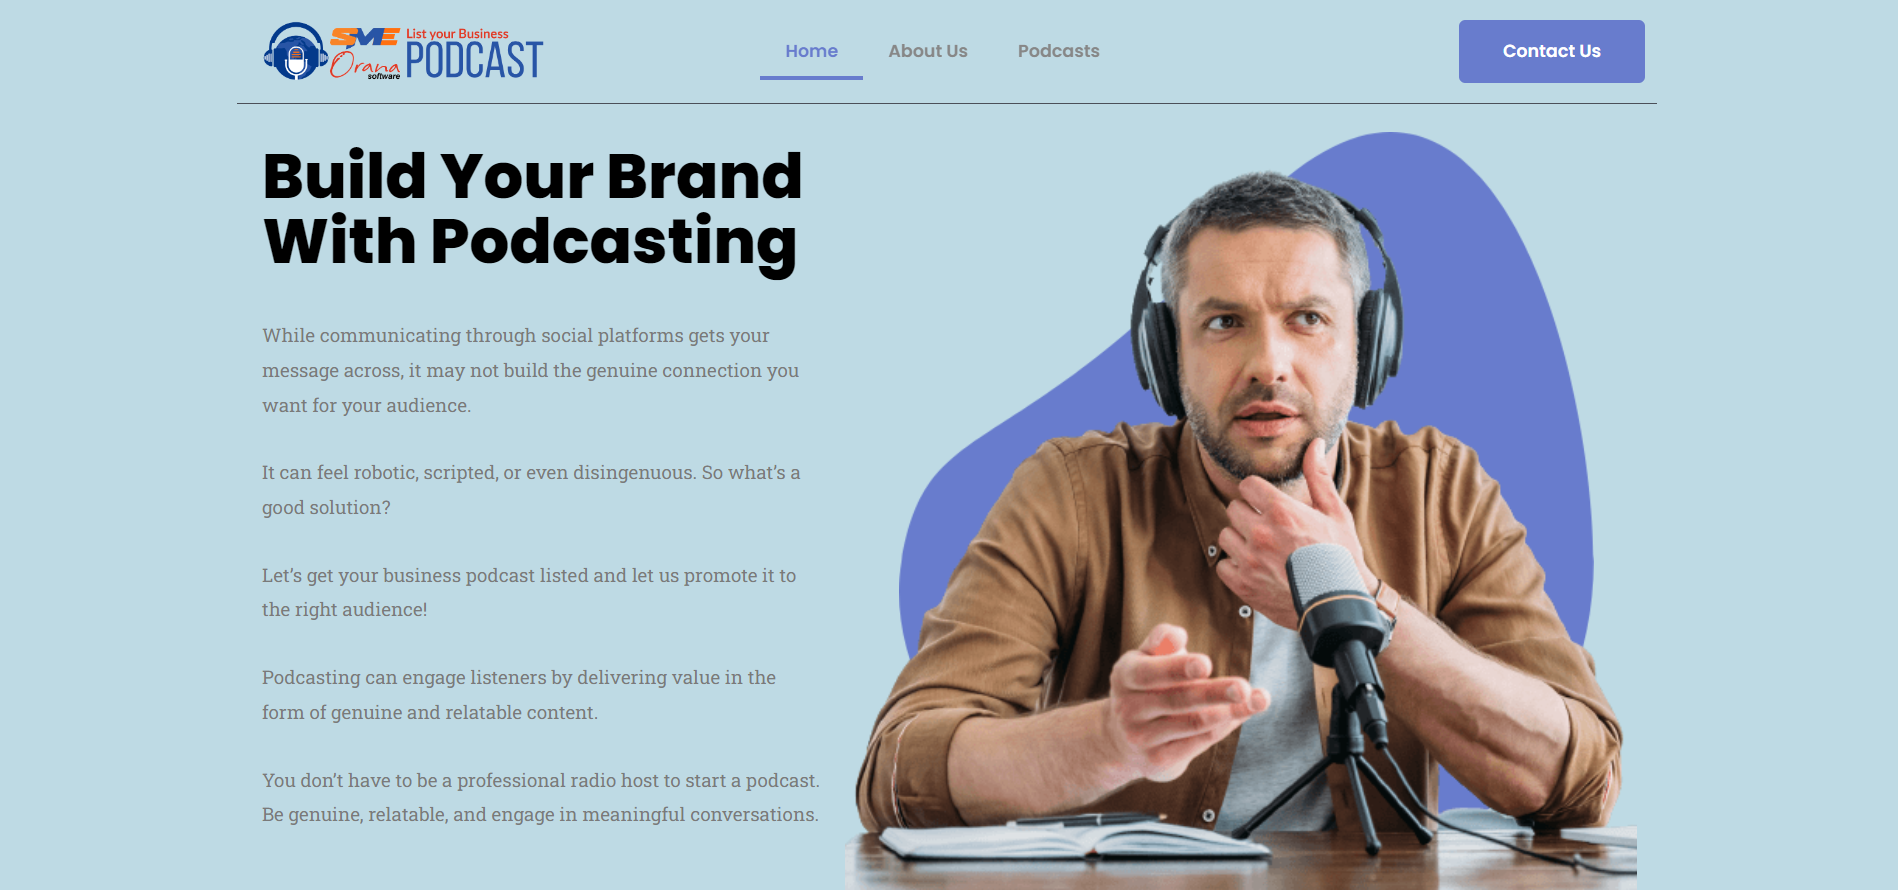 SME
Orana
software
List your Business
PODCAST
Home
About Us
Podcasts
Contact Us
Build Your Brand
With Podcasting
While communicating through social platforms gets your
message across, it may not build the genuine connection you
want for your audience.
It can feel robotic, scripted, or even disingenuous. So what’s a
good solution?
Let’s get your business podcast listed and let us promote it to
the right audience!
Podcasting can engage listeners by delivering value in the
form of genuine and relatable content.
You don’t have to be a professional radio host to start a podcast.
Be genuine, relatable, and engage in meaningful conversations.